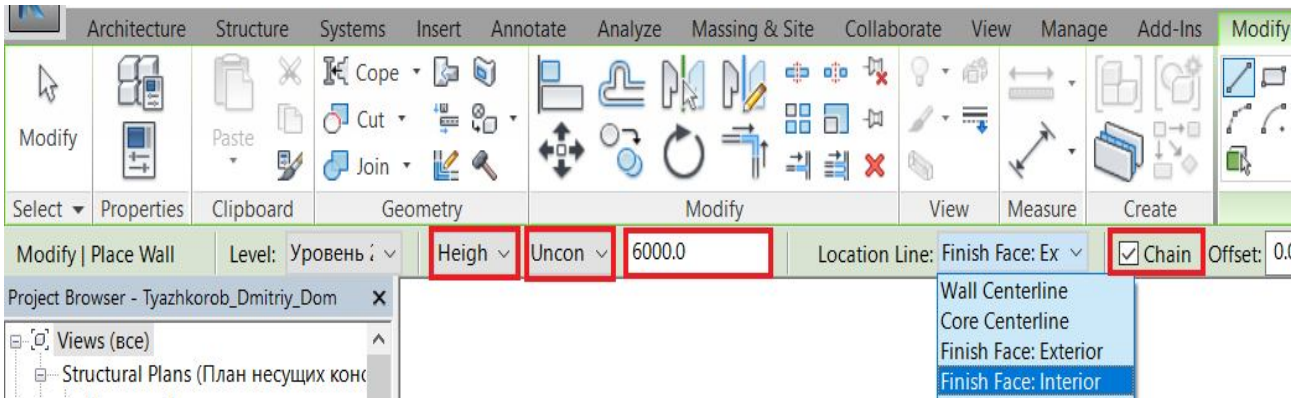 Architecture Structure Systems Insert Annotate Analyze Massing & Site Collaborate View Manage Add-Ins Modify
Cope
Cut
Modify Paste
Join
Select Properties Clipboard Geometry Modify View Measure Create
Modify | Place Wall Level: Уровень Heigh Uncon 6000.0 Location Line: Finish Face: Ex Chain Offset: 0.0
Project Browser - Tyazhkorob_Dmitriy_Dom X
Wall Centerline
Views (все)
Core Centerline
Finish Face: Exterior
Structural Plans (План несущих конс
Finish Face: Interior